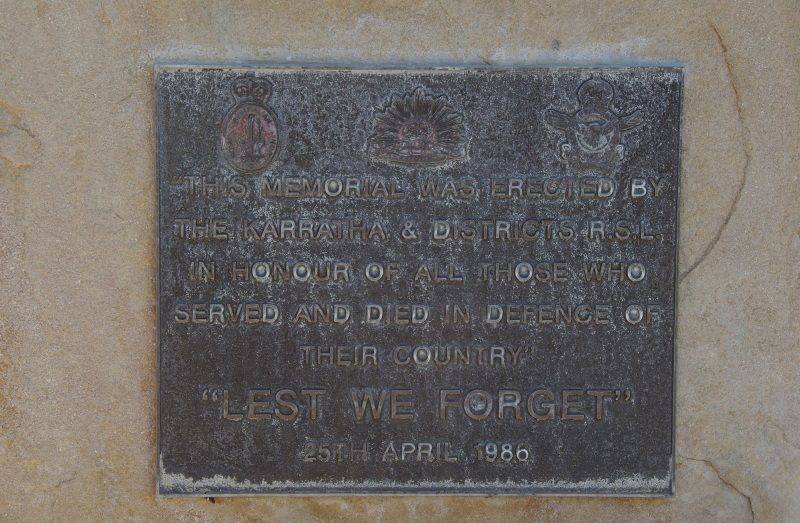 "THIS MEMORIAL WAS ERECTED BY
THE KARRATHA & DISTRICTS R.S.L.
IN HONOUR OF ALL THOSE WHO
SERVED AND DIED IN DEFENCE OF
THEIR COUNTRY"
"LEST WE FORGET"
25TH APRIL 1986